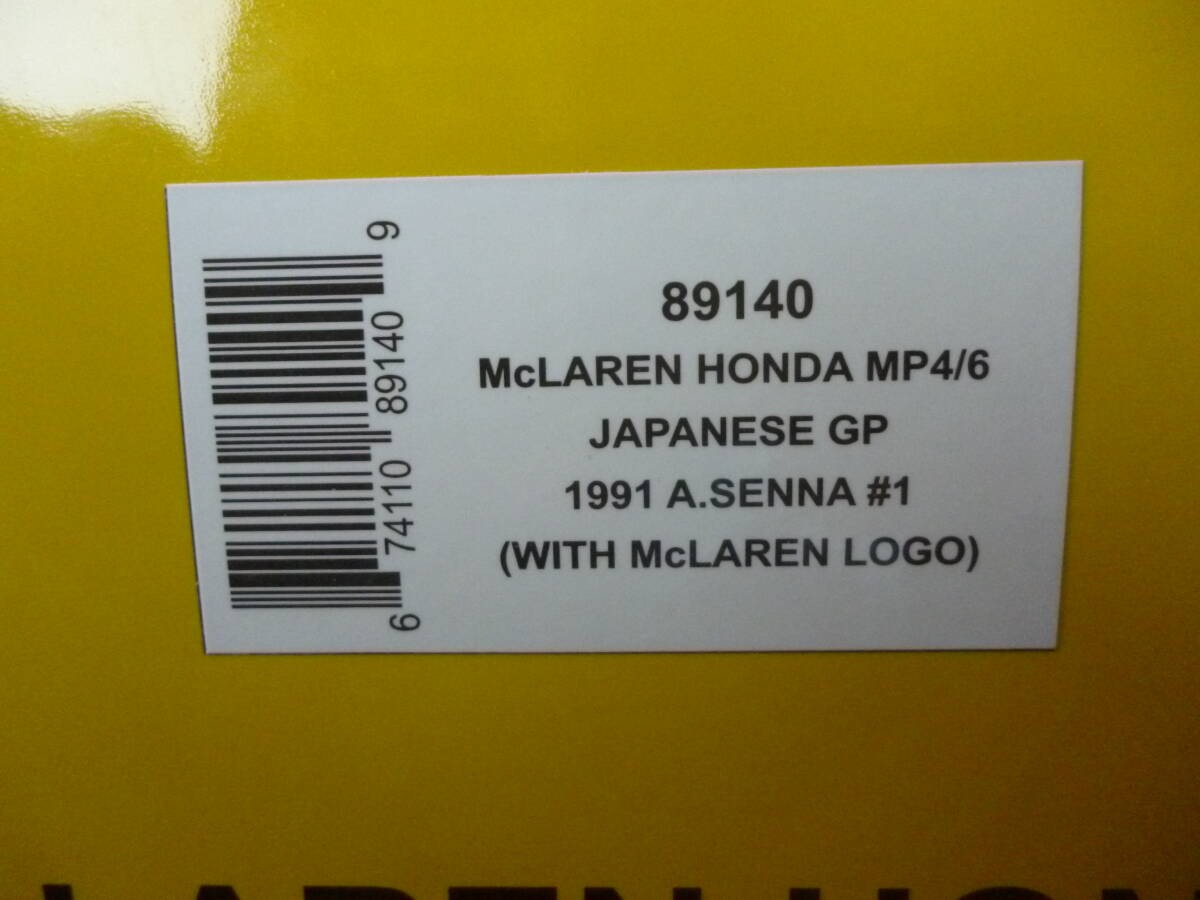 89140
McLAREN HONDA MP4/6
JAPANESE GP
1991 A.SENNA #1
(WITH McLAREN LOGO)
6 74110 89140 9